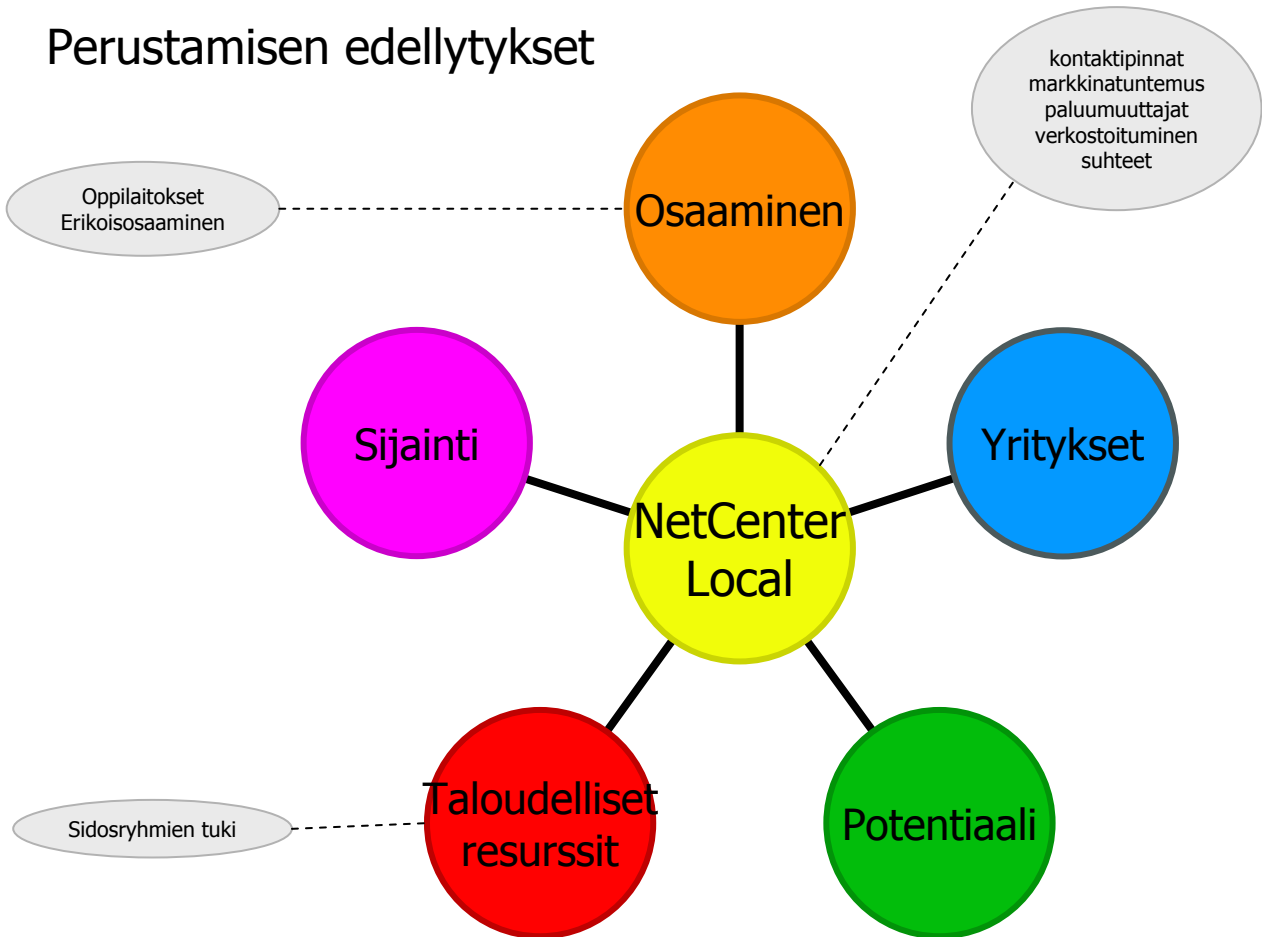 Perustamisen edellytykset
kontaktipinnat
markkinatuntemus
paluumuuttajat
verkostoituminen
suhteet
Oppilaitokset
Erikoisosaaminen
Osaaminen
Sijainti
Yritykset
NetCenter
Local
Taloudelliset
resurssit
Potentiaali
Sidosryhmien tuki